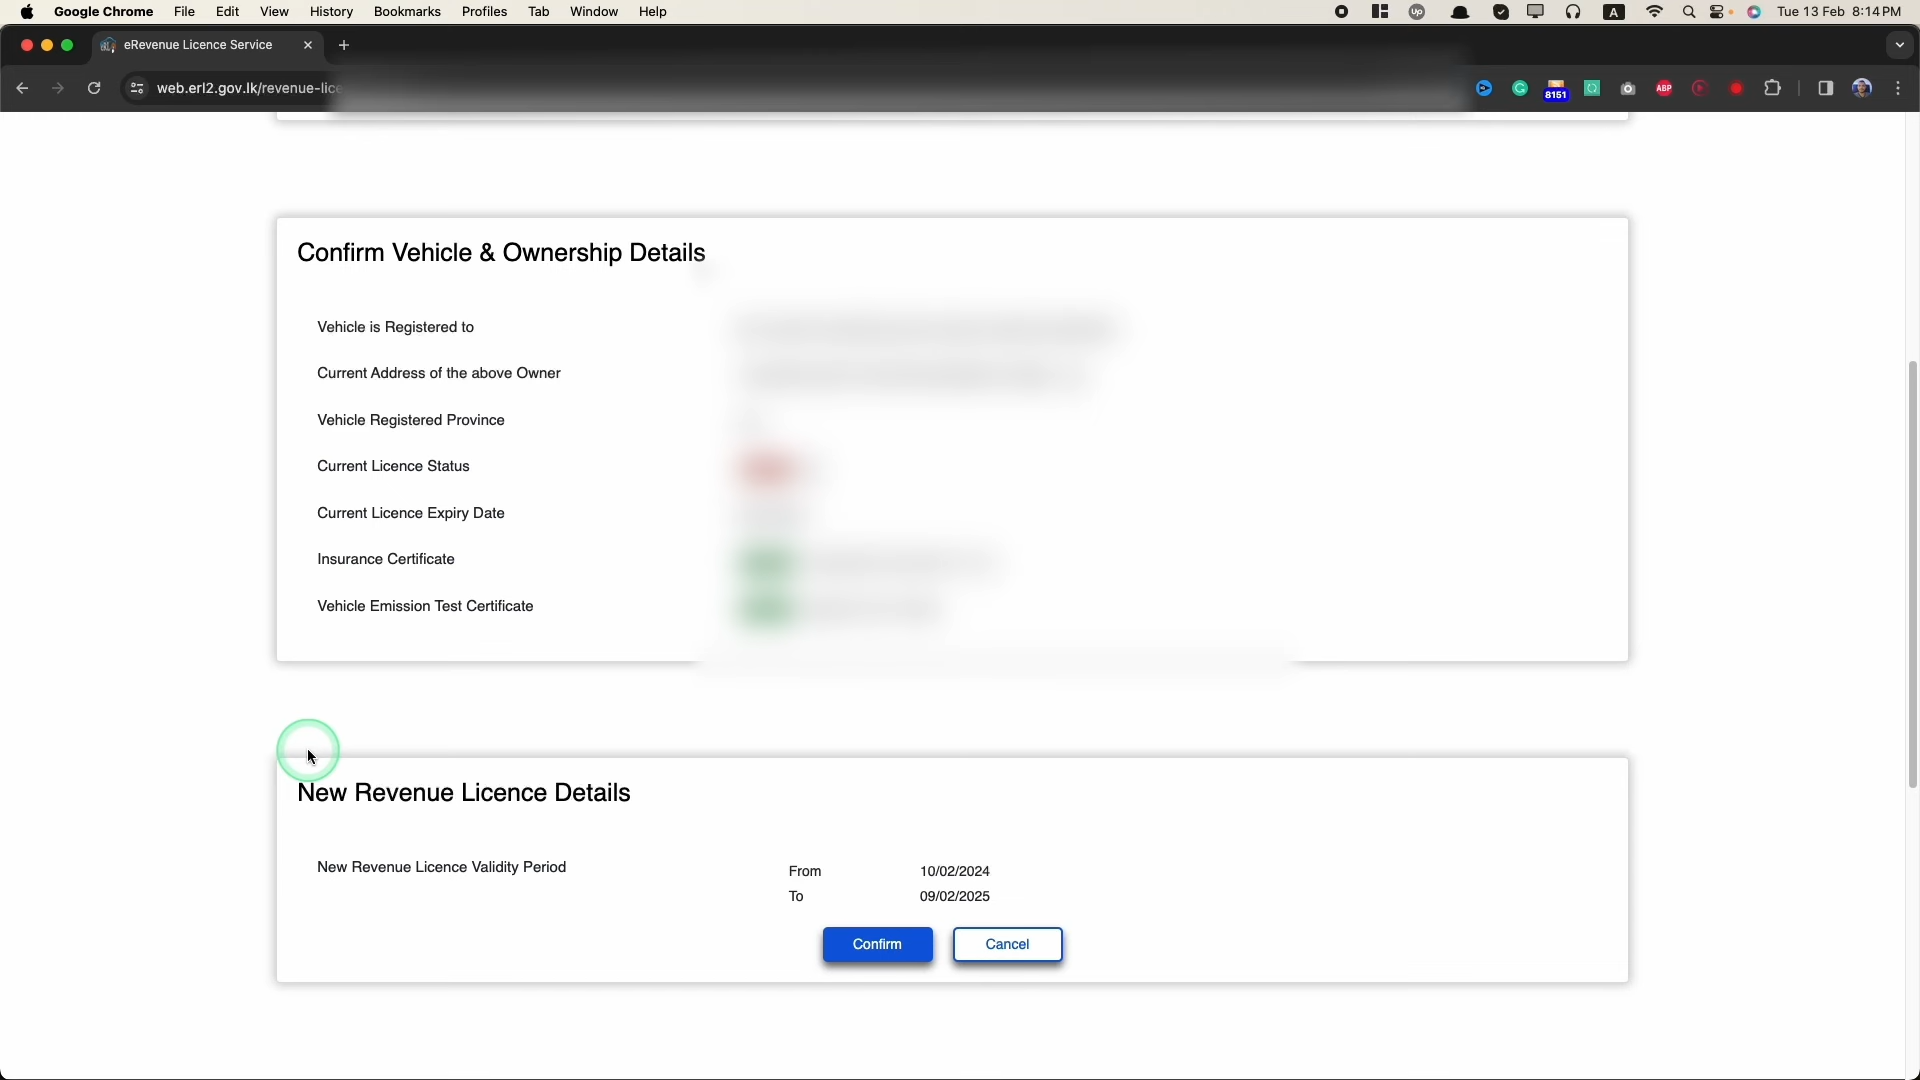 Google Chrome File Edit View History Bookmarks Profiles Tab Window Help Tue 13 Feb 8:14 PM
eRevenue Licence Service
web.erl2.gov.lk/revenue-lice
8151
ABP
Confirm Vehicle & Ownership Details
Vehicle is Registered to
Current Address of the above Owner
Vehicle Registered Province
Current Licence Status
Current Licence Expiry Date
Insurance Certificate
Vehicle Emission Test Certificate
New Revenue Licence Details
New Revenue Licence Validity Period From 10/02/2024
To 09/02/2025
Confirm Cancel